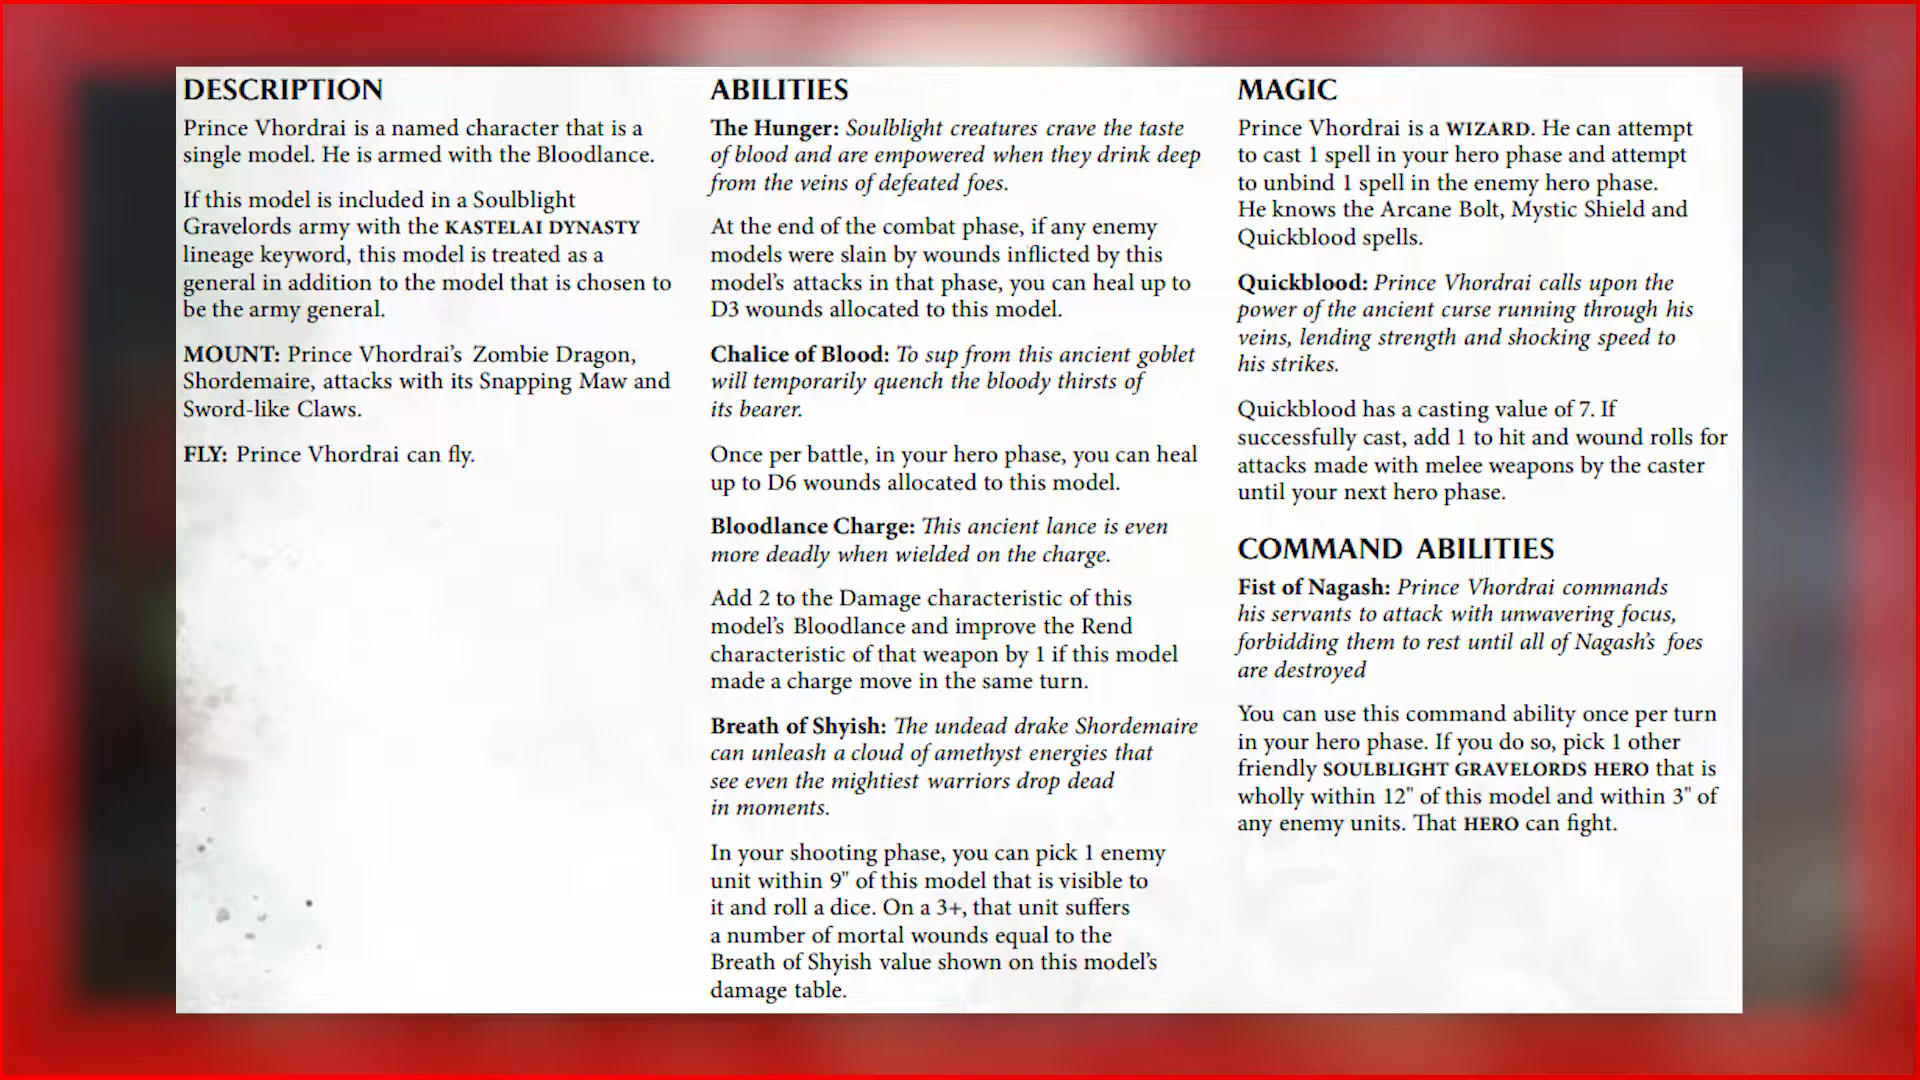 DESCRIPTION
Prince Vhordrai is a named character that is a
single model. He is armed with the Bloodlance.
If this model is included in a Soulblight
Gravelords army with the KASTELAI DYNASTY
lineage keyword, this model is treated as a
general in addition to the model that is chosen to
be the army general.
MOUNT: Prince Vhordrai's Zombie Dragon,
Shordemaire, attacks with its Snapping Maw and
Sword-like Claws.
FLY: Prince Vhordrai can fly.
ABILITIES
The Hunger: Soulblight creatures crave the taste
of blood and are empowered when they drink deep
from the veins of defeated foes.
At the end of the combat phase, if any enemy
models were slain by wounds inflicted by this
model's attacks in that phase, you can heal up to
D3 wounds allocated to this model.
Chalice of Blood: To sup from this ancient goblet
will temporarily quench the bloody thirsts of
its bearer.
Once per battle, in your hero phase, you can heal
up to D6 wounds allocated to this model.
Bloodlance Charge: This ancient lance is even
more deadly when wielded on the charge.
Add 2 to the Damage characteristic of this
model's Bloodlance and improve the Rend
characteristic of that weapon by 1 if this model
made a charge move in the same turn.
Breath of Shyish: The undead drake Shordemaire
can unleash a cloud of amethyst energies that
see even the mightiest warriors drop dead
in moments.
In your shooting phase, you can pick 1 enemy
unit within 9" of this model that is visible to
it and roll a dice. On a 3+, that unit suffers
a number of mortal wounds equal to the
Breath of Shyish value shown on this model's
damage table.
MAGIC
Prince Vhordrai is a WIZARD. He can attempt
to cast 1 spell in your hero phase and attempt
to unbind 1 spell in the enemy hero phase.
He knows the Arcane Bolt, Mystic Shield and
Quickblood spells.
Quickblood: Prince Vhordrai calls upon the
power of the ancient curse running through his
veins, lending strength and shocking speed to
his strikes.
Quickblood has a casting value of 7. If
successfully cast, add 1 to hit and wound rolls for
attacks made with melee weapons by the caster
until your next hero phase.
COMMAND ABILITIES
Fist of Nagash: Prince Vhordrai commands
his servants to attack with unwavering focus,
forbidding them to rest until all of Nagash's foes
are destroyed
You can use this command ability once per turn
in your hero phase. If you do so, pick 1 other
friendly SOULBLIGHT GRAVELORDS HERO that is
wholly within 12" of this model and within 3" of
any enemy units. That HERO can fight.